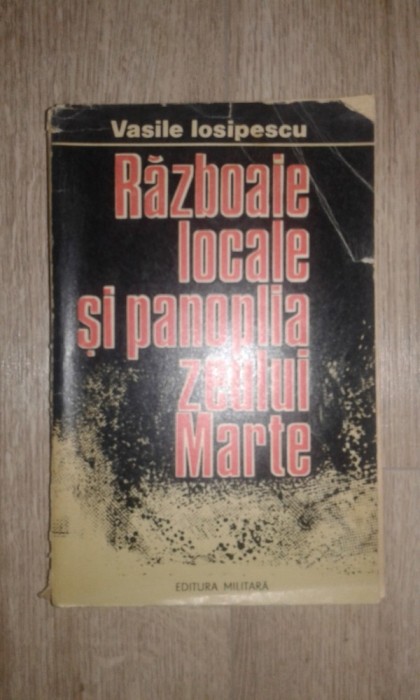 Vasile Iosipescu
Războaie
locale
și panoplia
zeului
Marte
EDITURA MILITARĂ